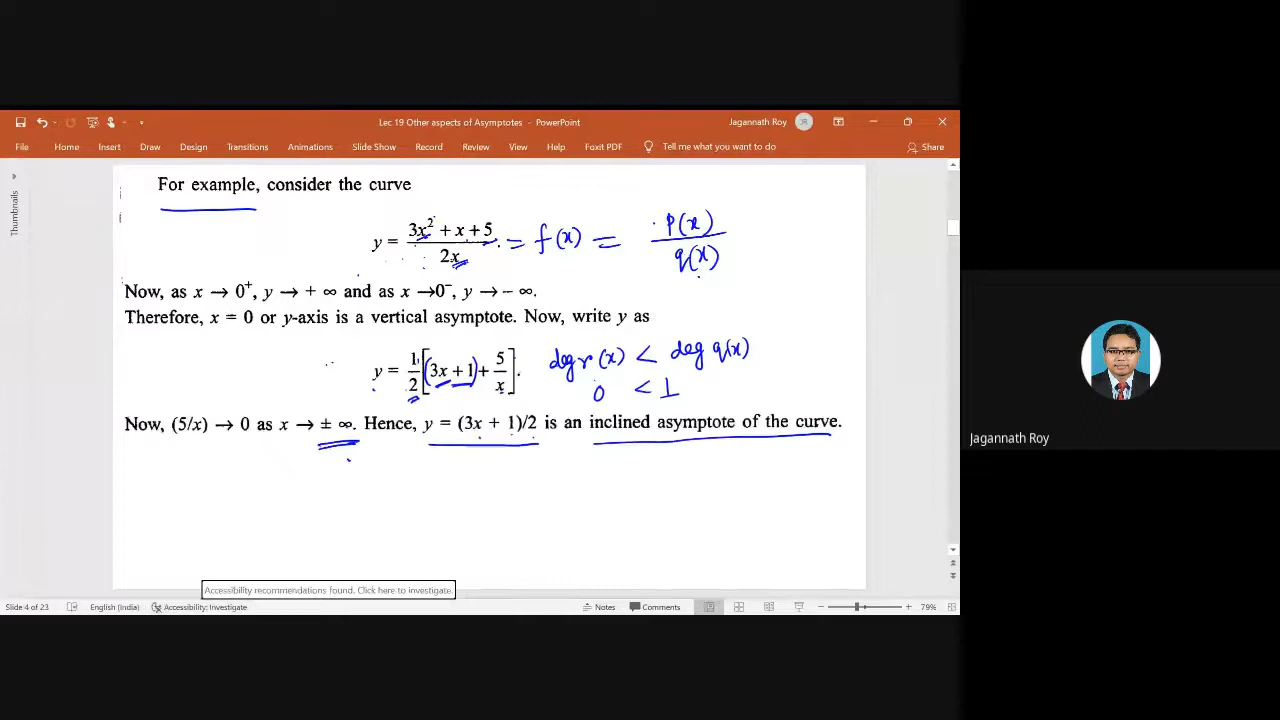 Lec 19 Other aspects of Asymptotes - PowerPoint
Jagannath Roy
JR
File Home Insert Draw Design Transitions Animations Slide Show Record Review View Help Foxit PDF Tell me what you want to do Share
Thumbnails
For example, consider the curve
y = (3x² + x + 5)/(2x) . = f(x) = p(x)/q(x)
Now, as x → 0⁺, y → + ∞ and as x →0⁻, y → – ∞.
Therefore, x = 0 or y-axis is a vertical asymptote. Now, write y as
y = 1/2 [(3x + 1) + 5/x]. deg r(x) < deg q(x)
0 < 1
Now, (5/x) → 0 as x → ± ∞. Hence, y = (3x + 1)/2 is an inclined asymptote of the curve.
Accessibility recommendations found. Click here to investigate.
Slide 4 of 23 English (India) Accessibility: Investigate Notes Comments 79%
Jagannath Roy